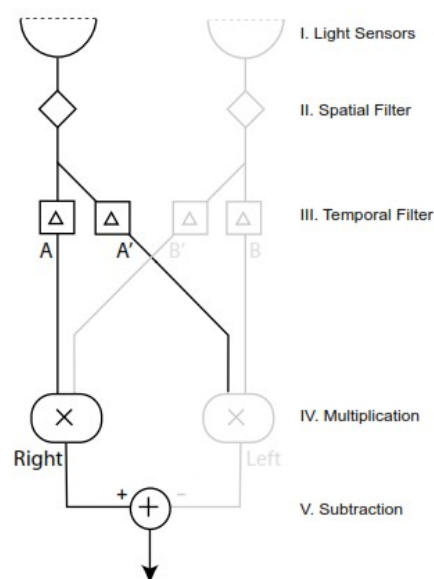 I. Light Sensors
II. Spatial Filter
III. Temporal Filter
A A' B' B
IV. Multiplication
Right Left
+ −
V. Subtraction